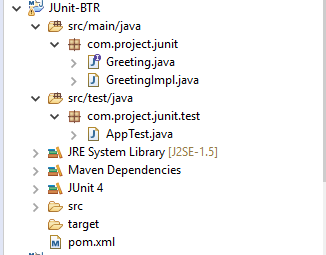 JUnit-BTR
src/main/java
com.project.junit
Greeting.java
GreetingImpl.java
src/test/java
com.project.junit.test
AppTest.java
JRE System Library [J2SE-1.5]
Maven Dependencies
JUnit 4
src
target
pom.xml